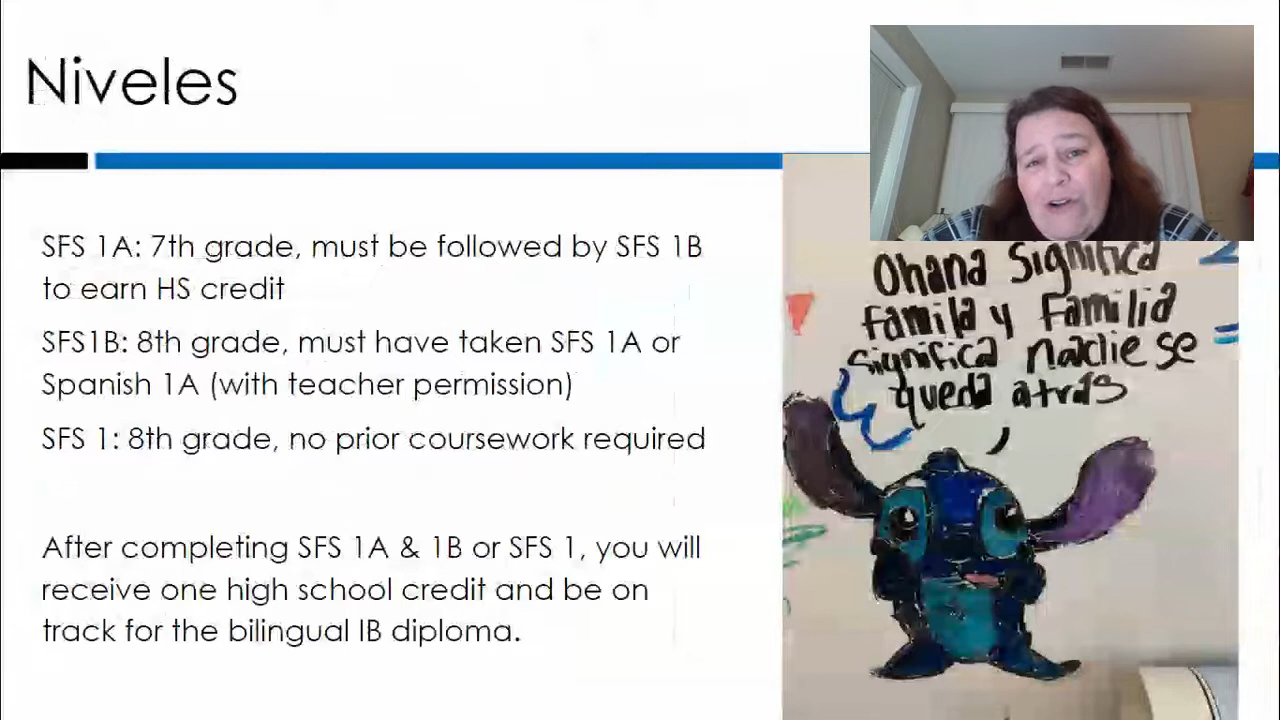 Niveles
SFS 1A: 7th grade, must be followed by SFS 1B
to earn HS credit
SFS1B: 8th grade, must have taken SFS 1A or
Spanish 1A (with teacher permission)
SFS 1: 8th grade, no prior coursework required
After completing SFS 1A & 1B or SFS 1, you will
receive one high school credit and be on
track for the bilingual IB diploma.
Ohana Significa
familia y Familia
significa nadie se
queda atrás